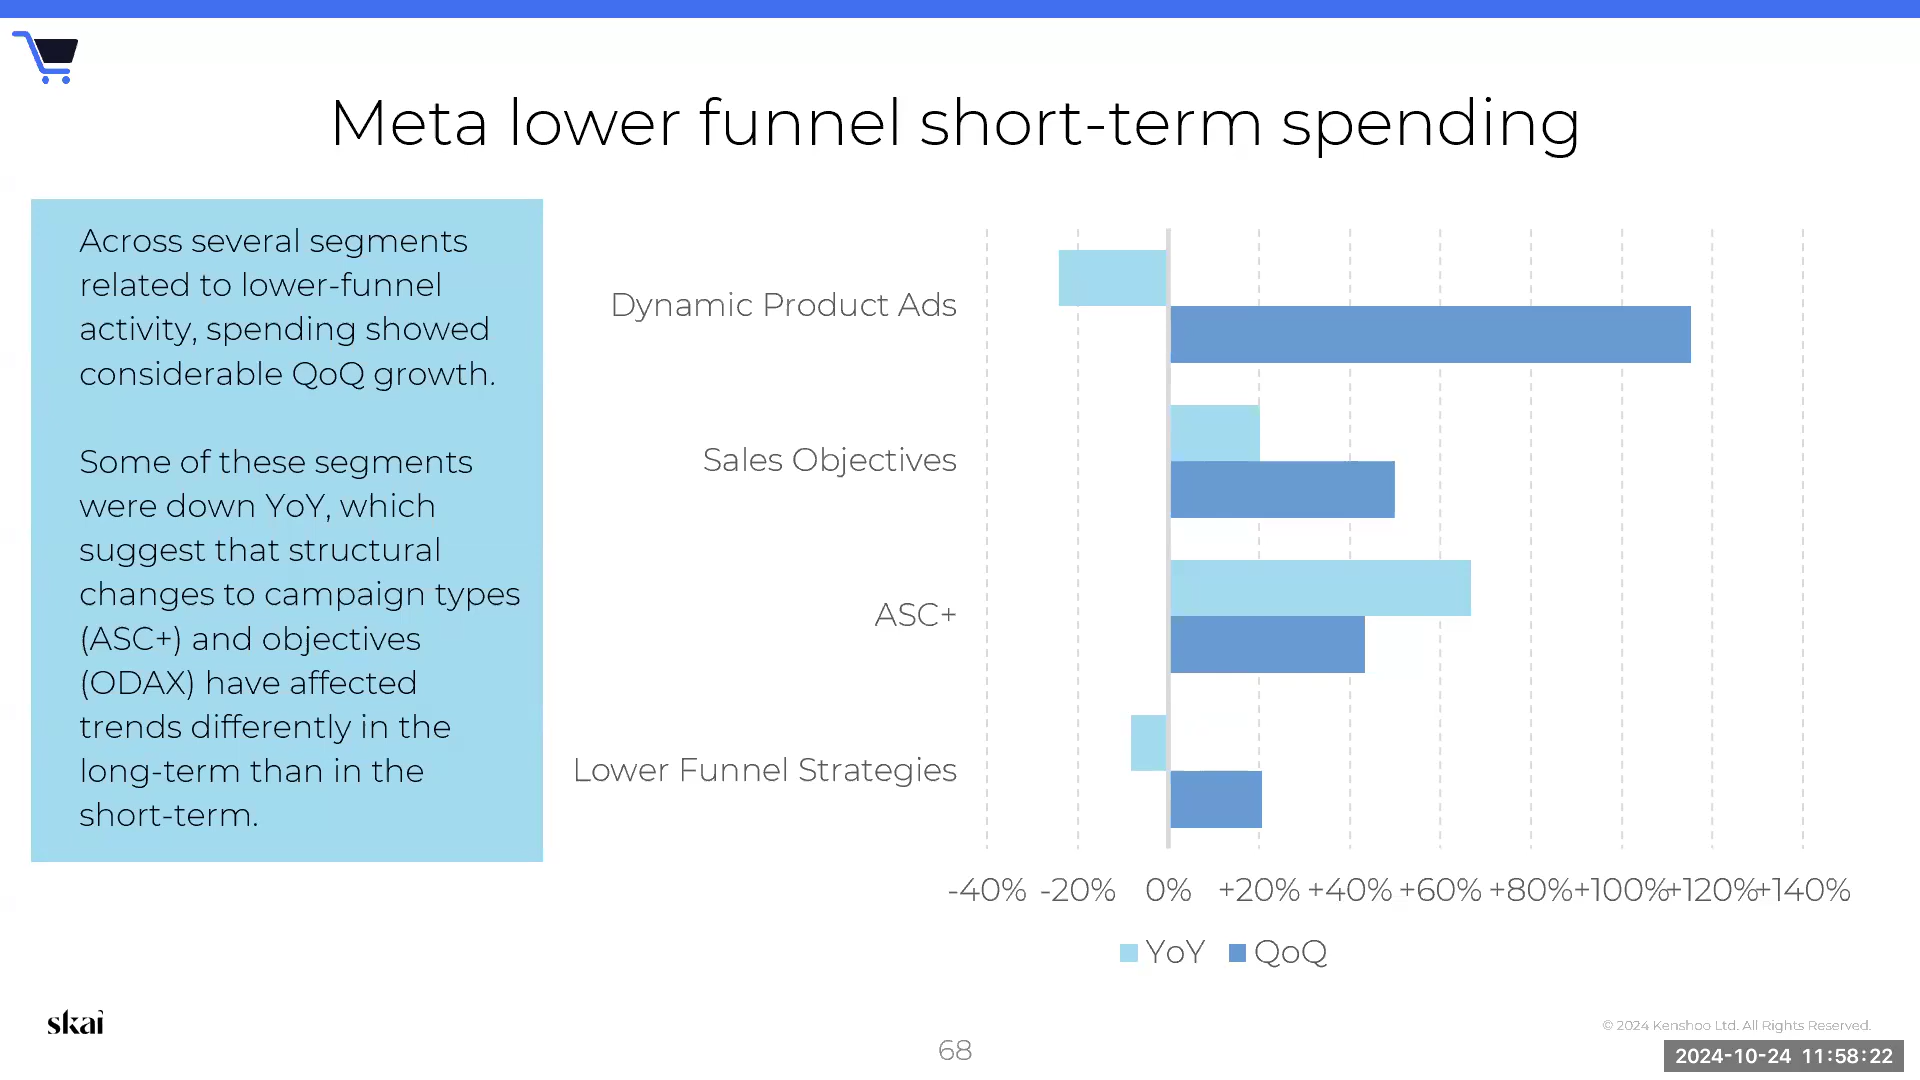 Meta lower funnel short-term spending
Across several segments
related to lower-funnel
activity, spending showed
considerable QoQ growth.
Some of these segments
were down YoY, which
suggest that structural
changes to campaign types
(ASC+) and objectives
(ODAX) have affected
trends differently in the
long-term than in the
short-term.
Dynamic Product Ads
Sales Objectives
ASC+
Lower Funnel Strategies
-40% -20% 0% +20% +40% +60% +80% +100% +120% +140%
YoY QoQ
skai
© 2024 Kenshoo Ltd. All Rights Reserved.
68
2024-10-24 11:58:22